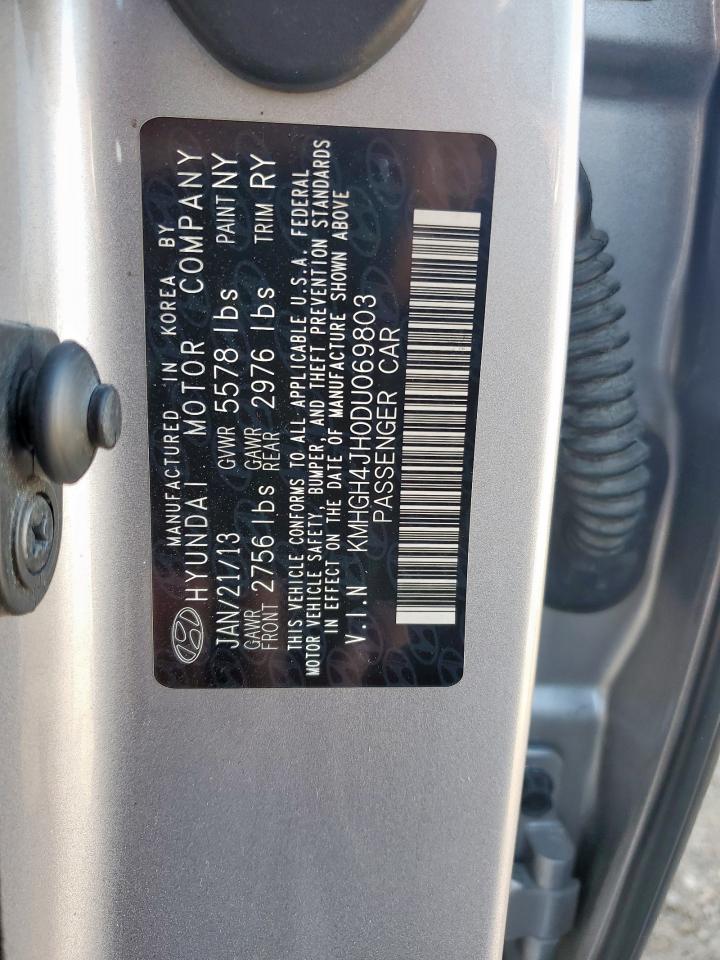 MANUFACTURED IN KOREA BY
HYUNDAI MOTOR COMPANY
JAN/21/13 GVWR 5578 lbs PAINT NY
GAWR FRONT 2756 lbs GAWR REAR 2976 lbs TRIM RY
THIS VEHICLE CONFORMS TO ALL APPLICABLE U.S.A. FEDERAL
MOTOR VEHICLE SAFETY, BUMPER, AND THEFT PREVENTION STANDARDS
IN EFFECT ON THE DATE OF MANUFACTURE SHOWN ABOVE
V.I.N KMHGH4JH0DU069803
PASSENGER CAR